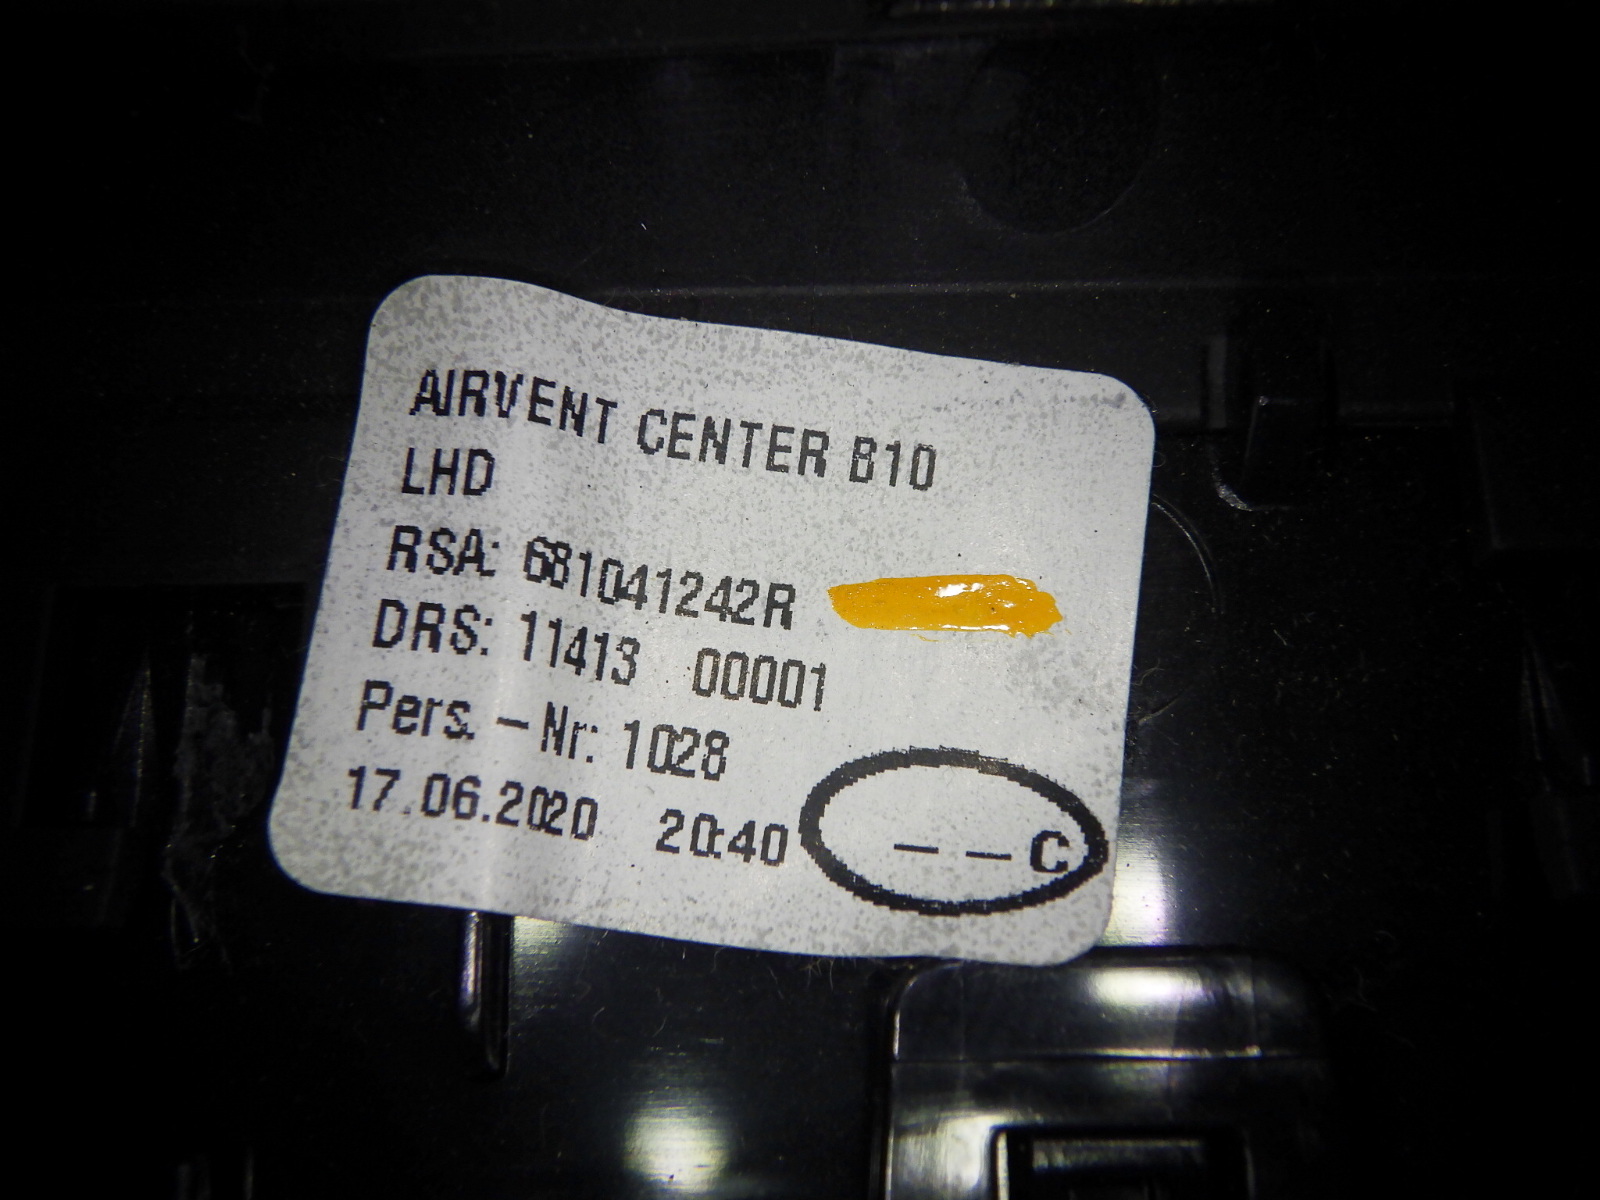 AIRVENT CENTER B10
LHD
RSA: 681041242R
DRS: 11413 00001
Pers. - Nr: 1028
17.06.2020 20:40 _ _ C